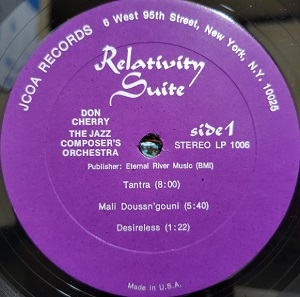 JCOA RECORDS 6 West 95th Street, New York, N.Y. 10025
Relativity
Suite
DON
CHERRY
THE JAZZ
COMPOSER'S
ORCHESTRA
side 1
STEREO LP 1006
Publisher: Eternal River Music (BMI)
Tantra (8:00)
Mali Doussn'gouni (5:40)
Desireless (1:22)
Made in U.S.A.